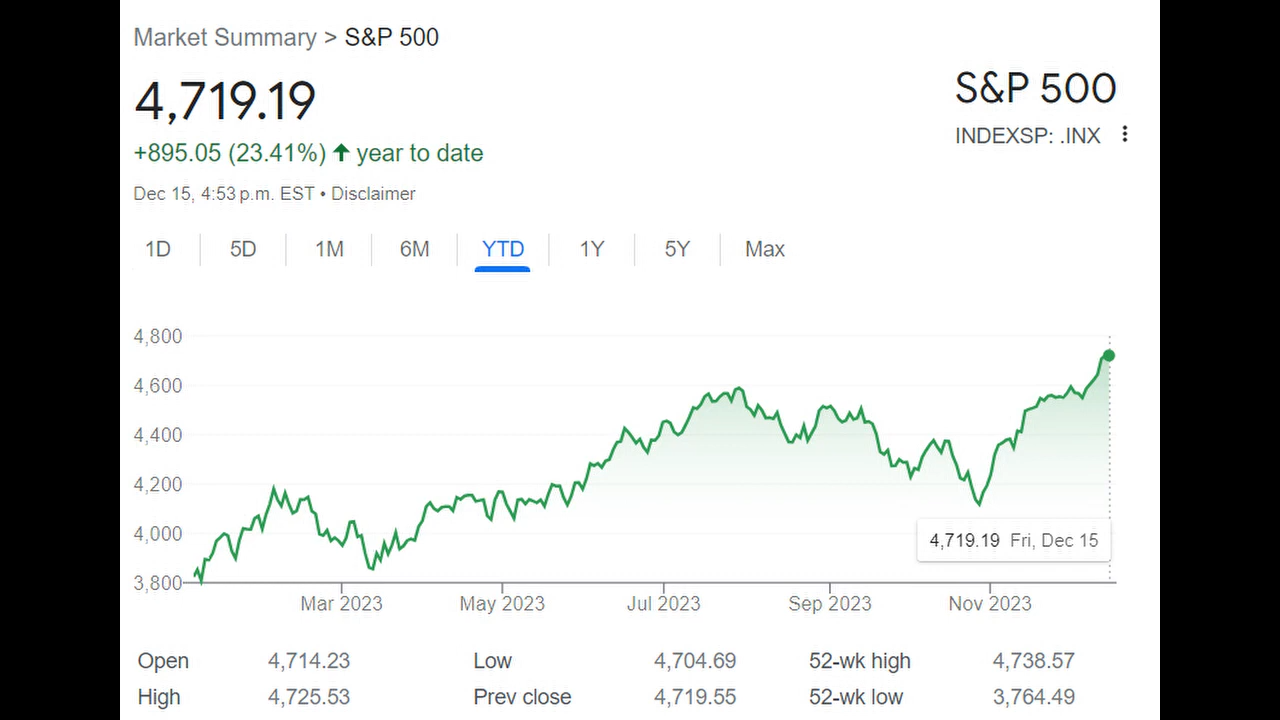 Market Summary > S&P 500
4,719.19
+895.05 (23.41%) ↑ year to date
Dec 15, 4:53 p.m. EST • Disclaimer
S&P 500
INDEXSP: .INX
1D 5D 1M 6M YTD 1Y 5Y Max
4,800
4,600
4,400
4,200
4,000
3,800
4,719.19 Fri, Dec 15
Mar 2023 May 2023 Jul 2023 Sep 2023 Nov 2023
Open 4,714.23 Low 4,704.69 52-wk high 4,738.57
High 4,725.53 Prev close 4,719.55 52-wk low 3,764.49